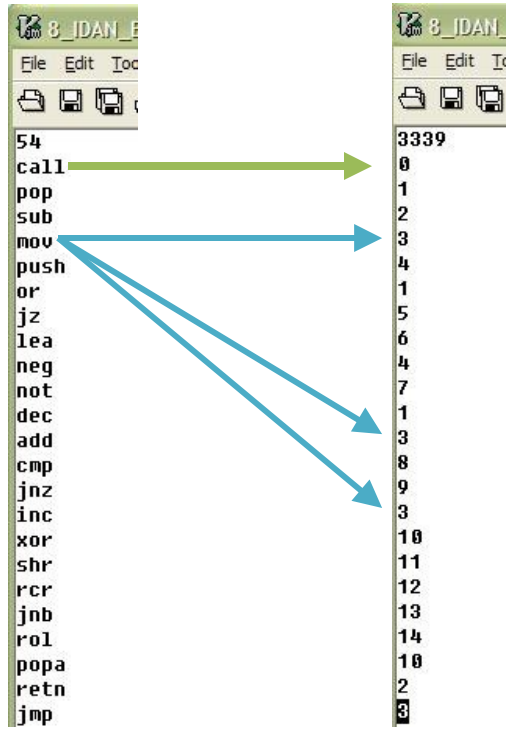 8_IDAN_E
File Edit Too
54
call
pop
sub
mov
push
or
jz
lea
neg
not
dec
add
cmp
jnz
inc
xor
shr
rcr
jnb
rol
popa
retn
jmp
8_IDAN_
File Edit To
3339
0
1
2
3
4
1
5
6
4
7
1
3
8
9
3
10
11
12
13
14
10
2
3